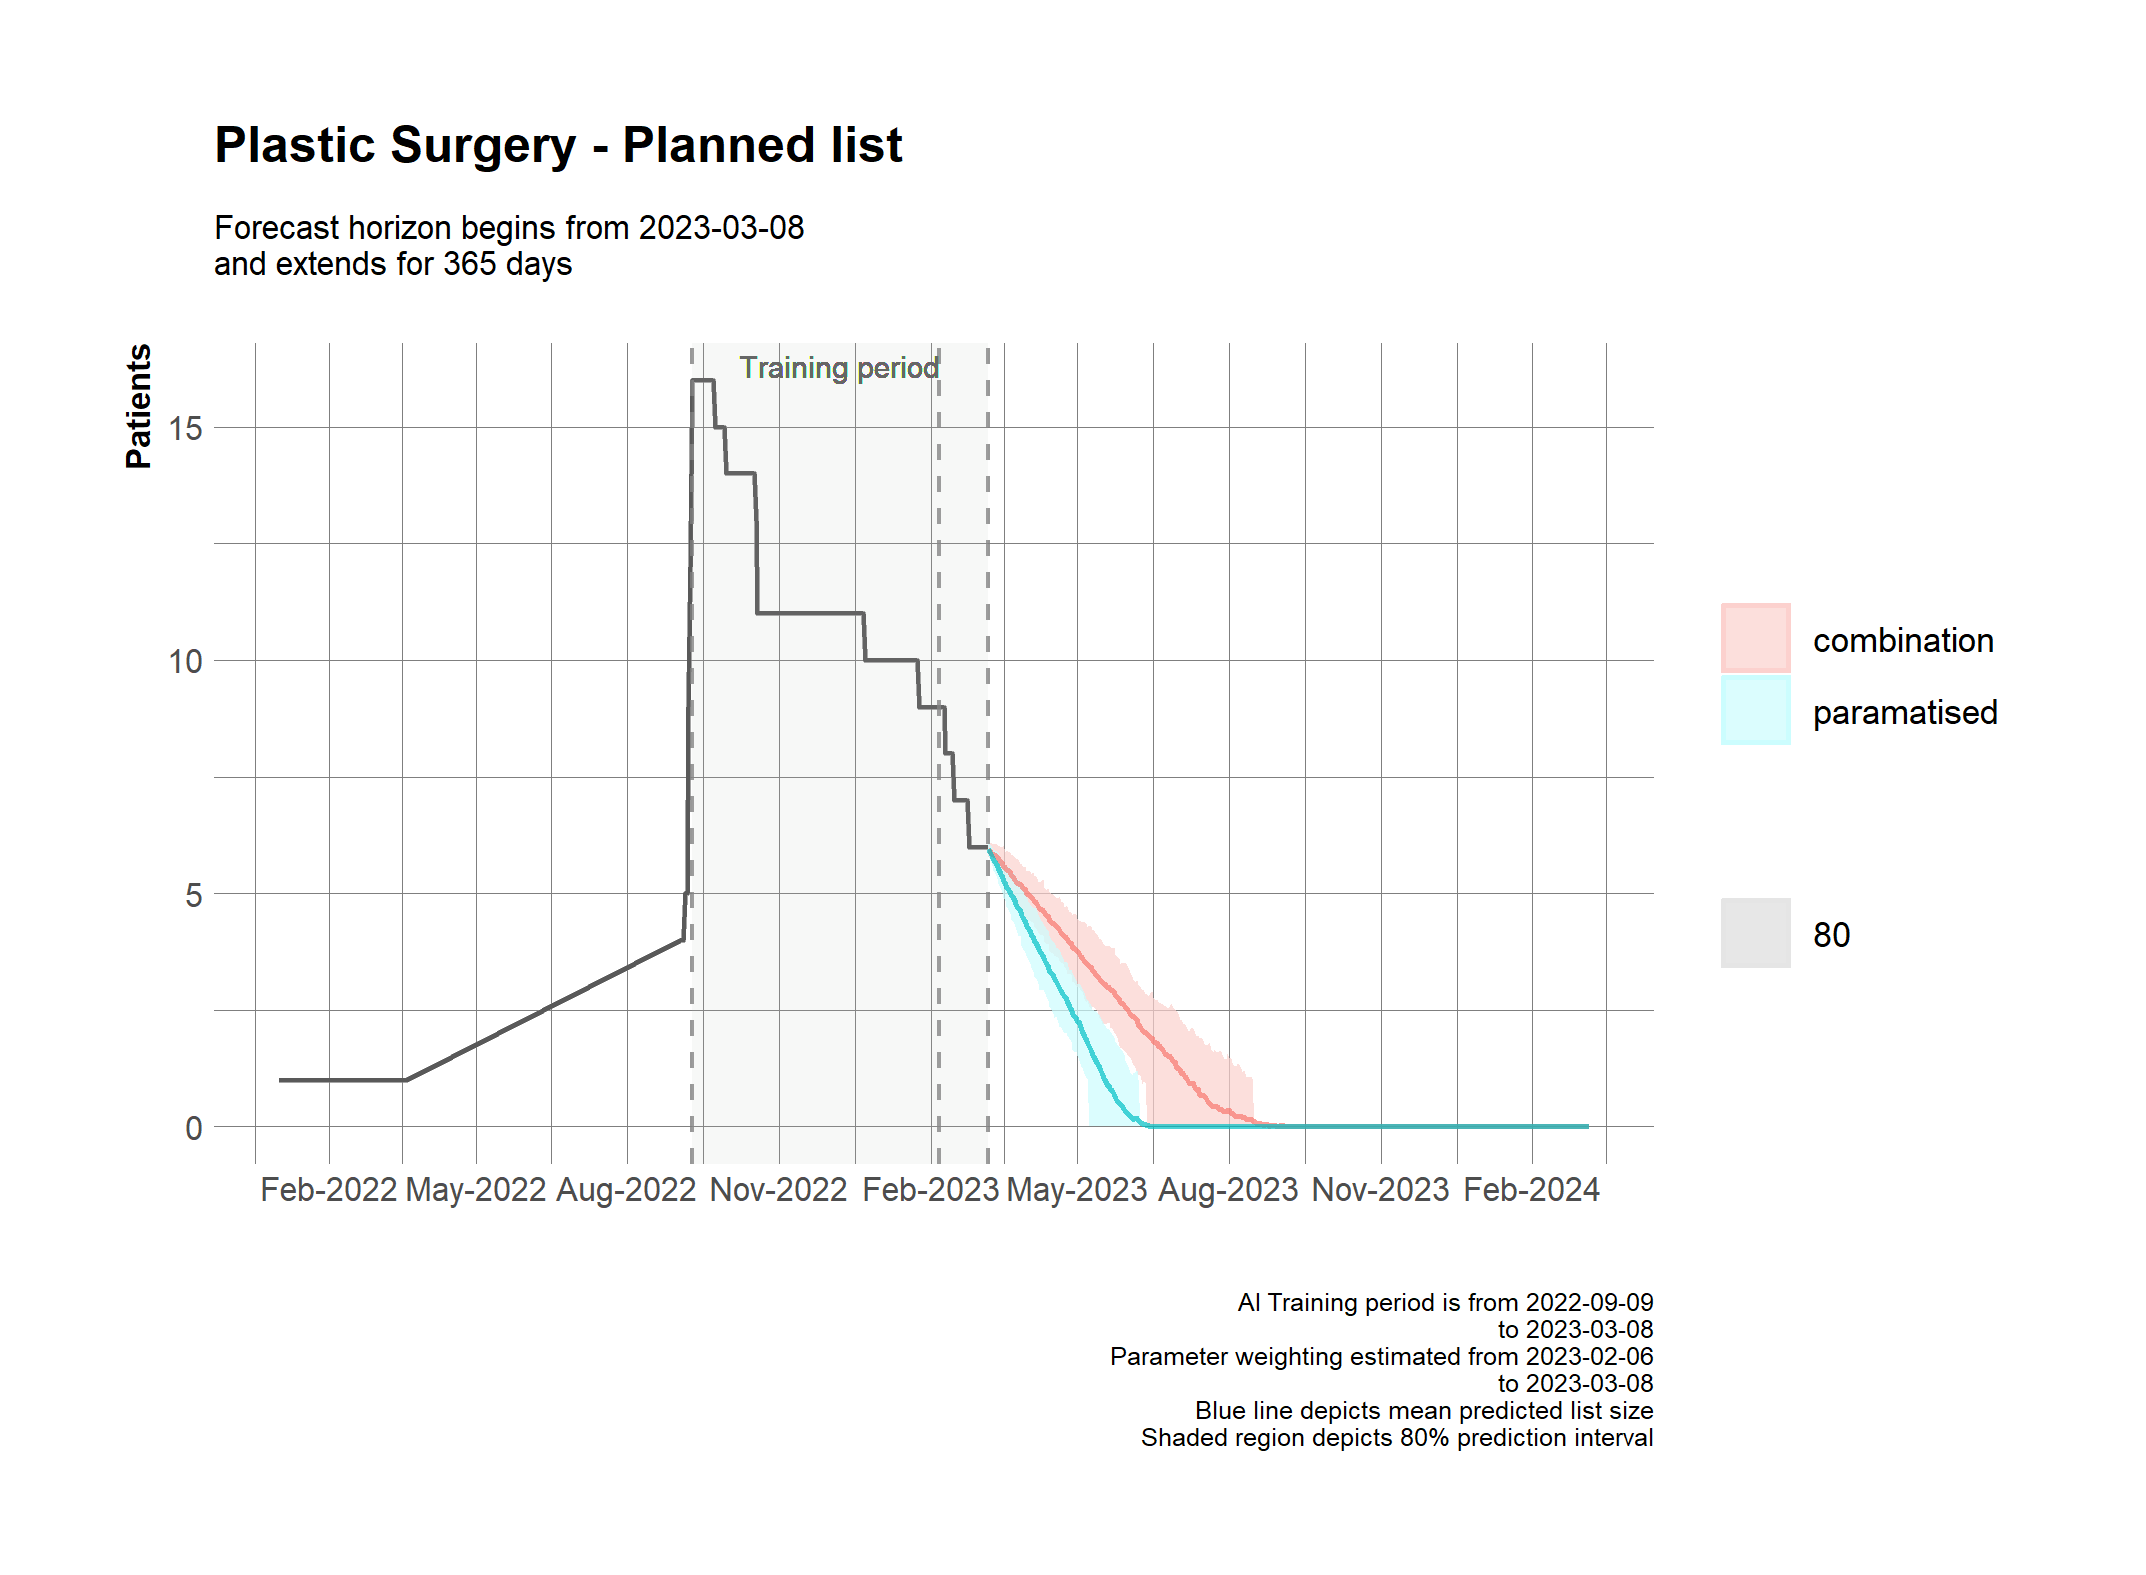 Plastic Surgery - Planned list
Forecast horizon begins from 2023-03-08
and extends for 365 days
Patients
Training period
15
10
5
0
Feb-2022 May-2022 Aug-2022 Nov-2022 Feb-2023 May-2023 Aug-2023 Nov-2023 Feb-2024
combination
paramatised
80
AI Training period is from 2022-09-09
to 2023-03-08
Parameter weighting estimated from 2023-02-06
to 2023-03-08
Blue line depicts mean predicted list size
Shaded region depicts 80% prediction interval